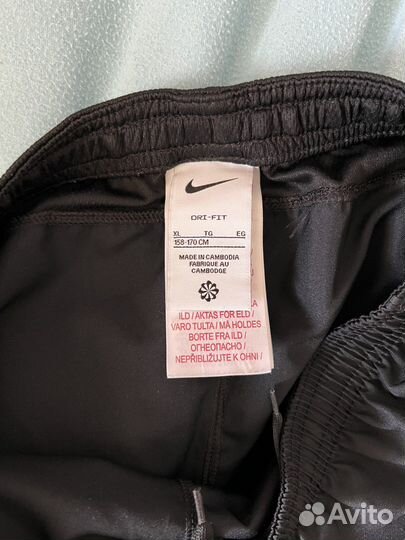 DRI-FIT
XL TG EG
158-170 CM
MADE IN CAMBODIA
FABRIQUE AU
CAMBODGE
ILD / AKTAS FOR ELD /
VARO TULTA / MÅ HOLDES
BORTE FRA ILD /
ОГНЕОПАСНО /
NEPŘIBLIŽUJTE K OHNI /
Avito